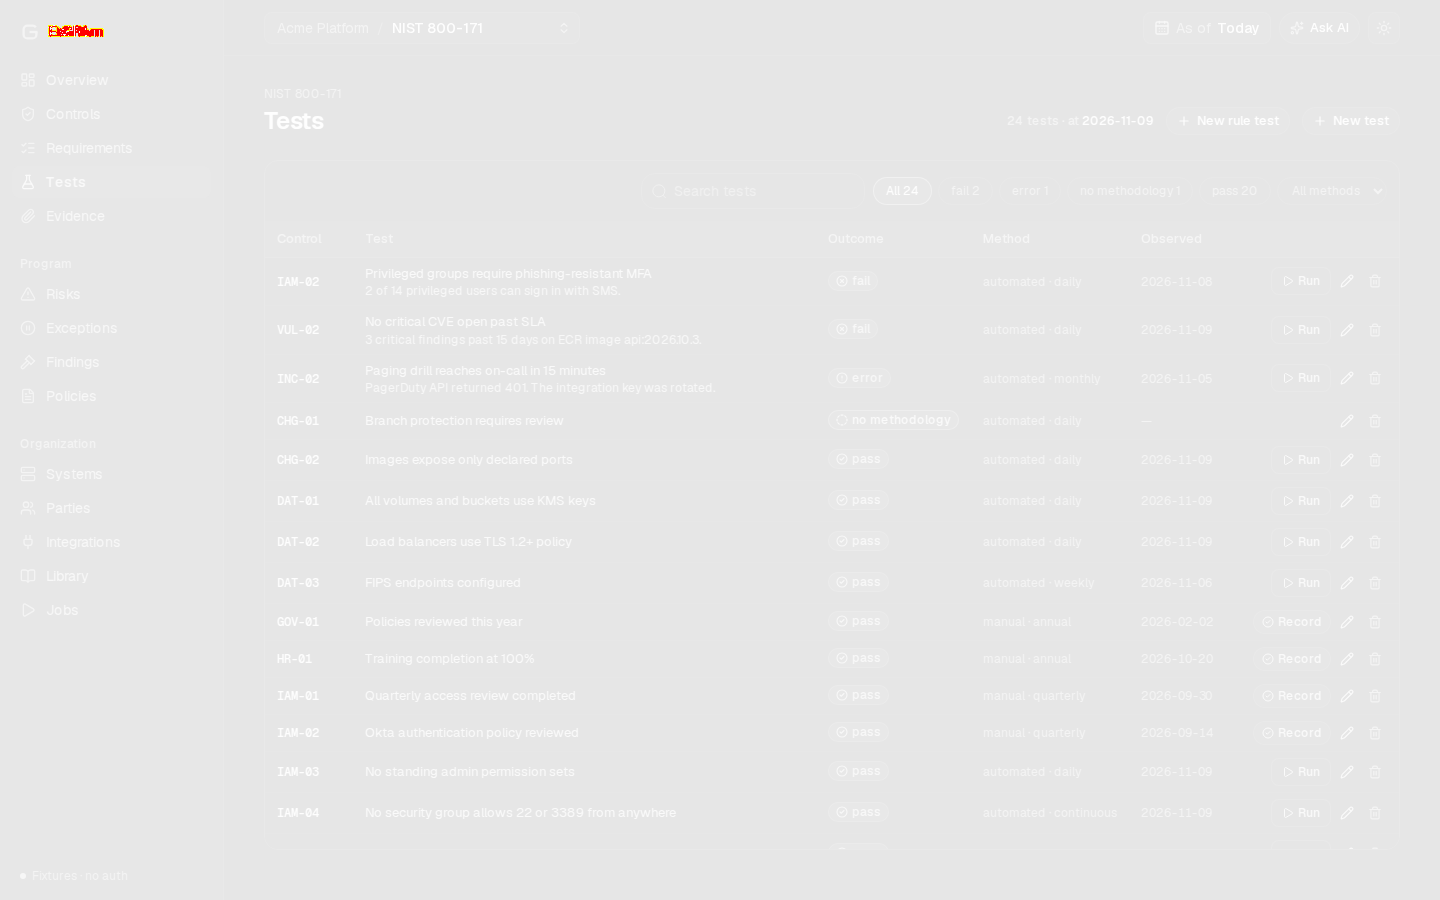 G
Acme Platform / NIST 800-171
As of Today
Ask AI
Overview
Controls
Requirements
Tests
Evidence
Program
Risks
Exceptions
Findings
Policies
Organization
Systems
Parties
Integrations
Library
Jobs
Fixtures · no auth
NIST 800-171
Tests
24 tests · at 2026-11-09
New rule test
New test
Search tests
All 24 fail 2 error 1 no methodology 1 pass 20 All methods
Control Test Outcome Method Observed
IAM-02 Privileged groups require phishing-resistant MFA fail automated · daily 2026-11-08 Run
2 of 14 privileged users can sign in with SMS.
VUL-02 No critical CVE open past SLA fail automated · daily 2026-11-09 Run
3 critical findings past 15 days on ECR image api:2026.10.3.
INC-02 Paging drill reaches on-call in 15 minutes error automated · monthly 2026-11-05 Run
PagerDuty API returned 401. The integration key was rotated.
CHG-01 Branch protection requires review no methodology automated · daily —
CHG-02 Images expose only declared ports pass automated · daily 2026-11-09 Run
DAT-01 All volumes and buckets use KMS keys pass automated · daily 2026-11-09 Run
DAT-02 Load balancers use TLS 1.2+ policy pass automated · daily 2026-11-09 Run
DAT-03 FIPS endpoints configured pass automated · weekly 2026-11-06 Run
GOV-01 Policies reviewed this year pass manual · annual 2026-02-02 Record
HR-01 Training completion at 100% pass manual · annual 2026-10-20 Record
IAM-01 Quarterly access review completed pass manual · quarterly 2026-09-30 Record
IAM-02 Okta authentication policy reviewed pass manual · quarterly 2026-09-14 Record
IAM-03 No standing admin permission sets pass automated · daily 2026-11-09 Run
IAM-04 No security group allows 22 or 3389 from anywhere pass automated · continuous 2026-11-09 Run